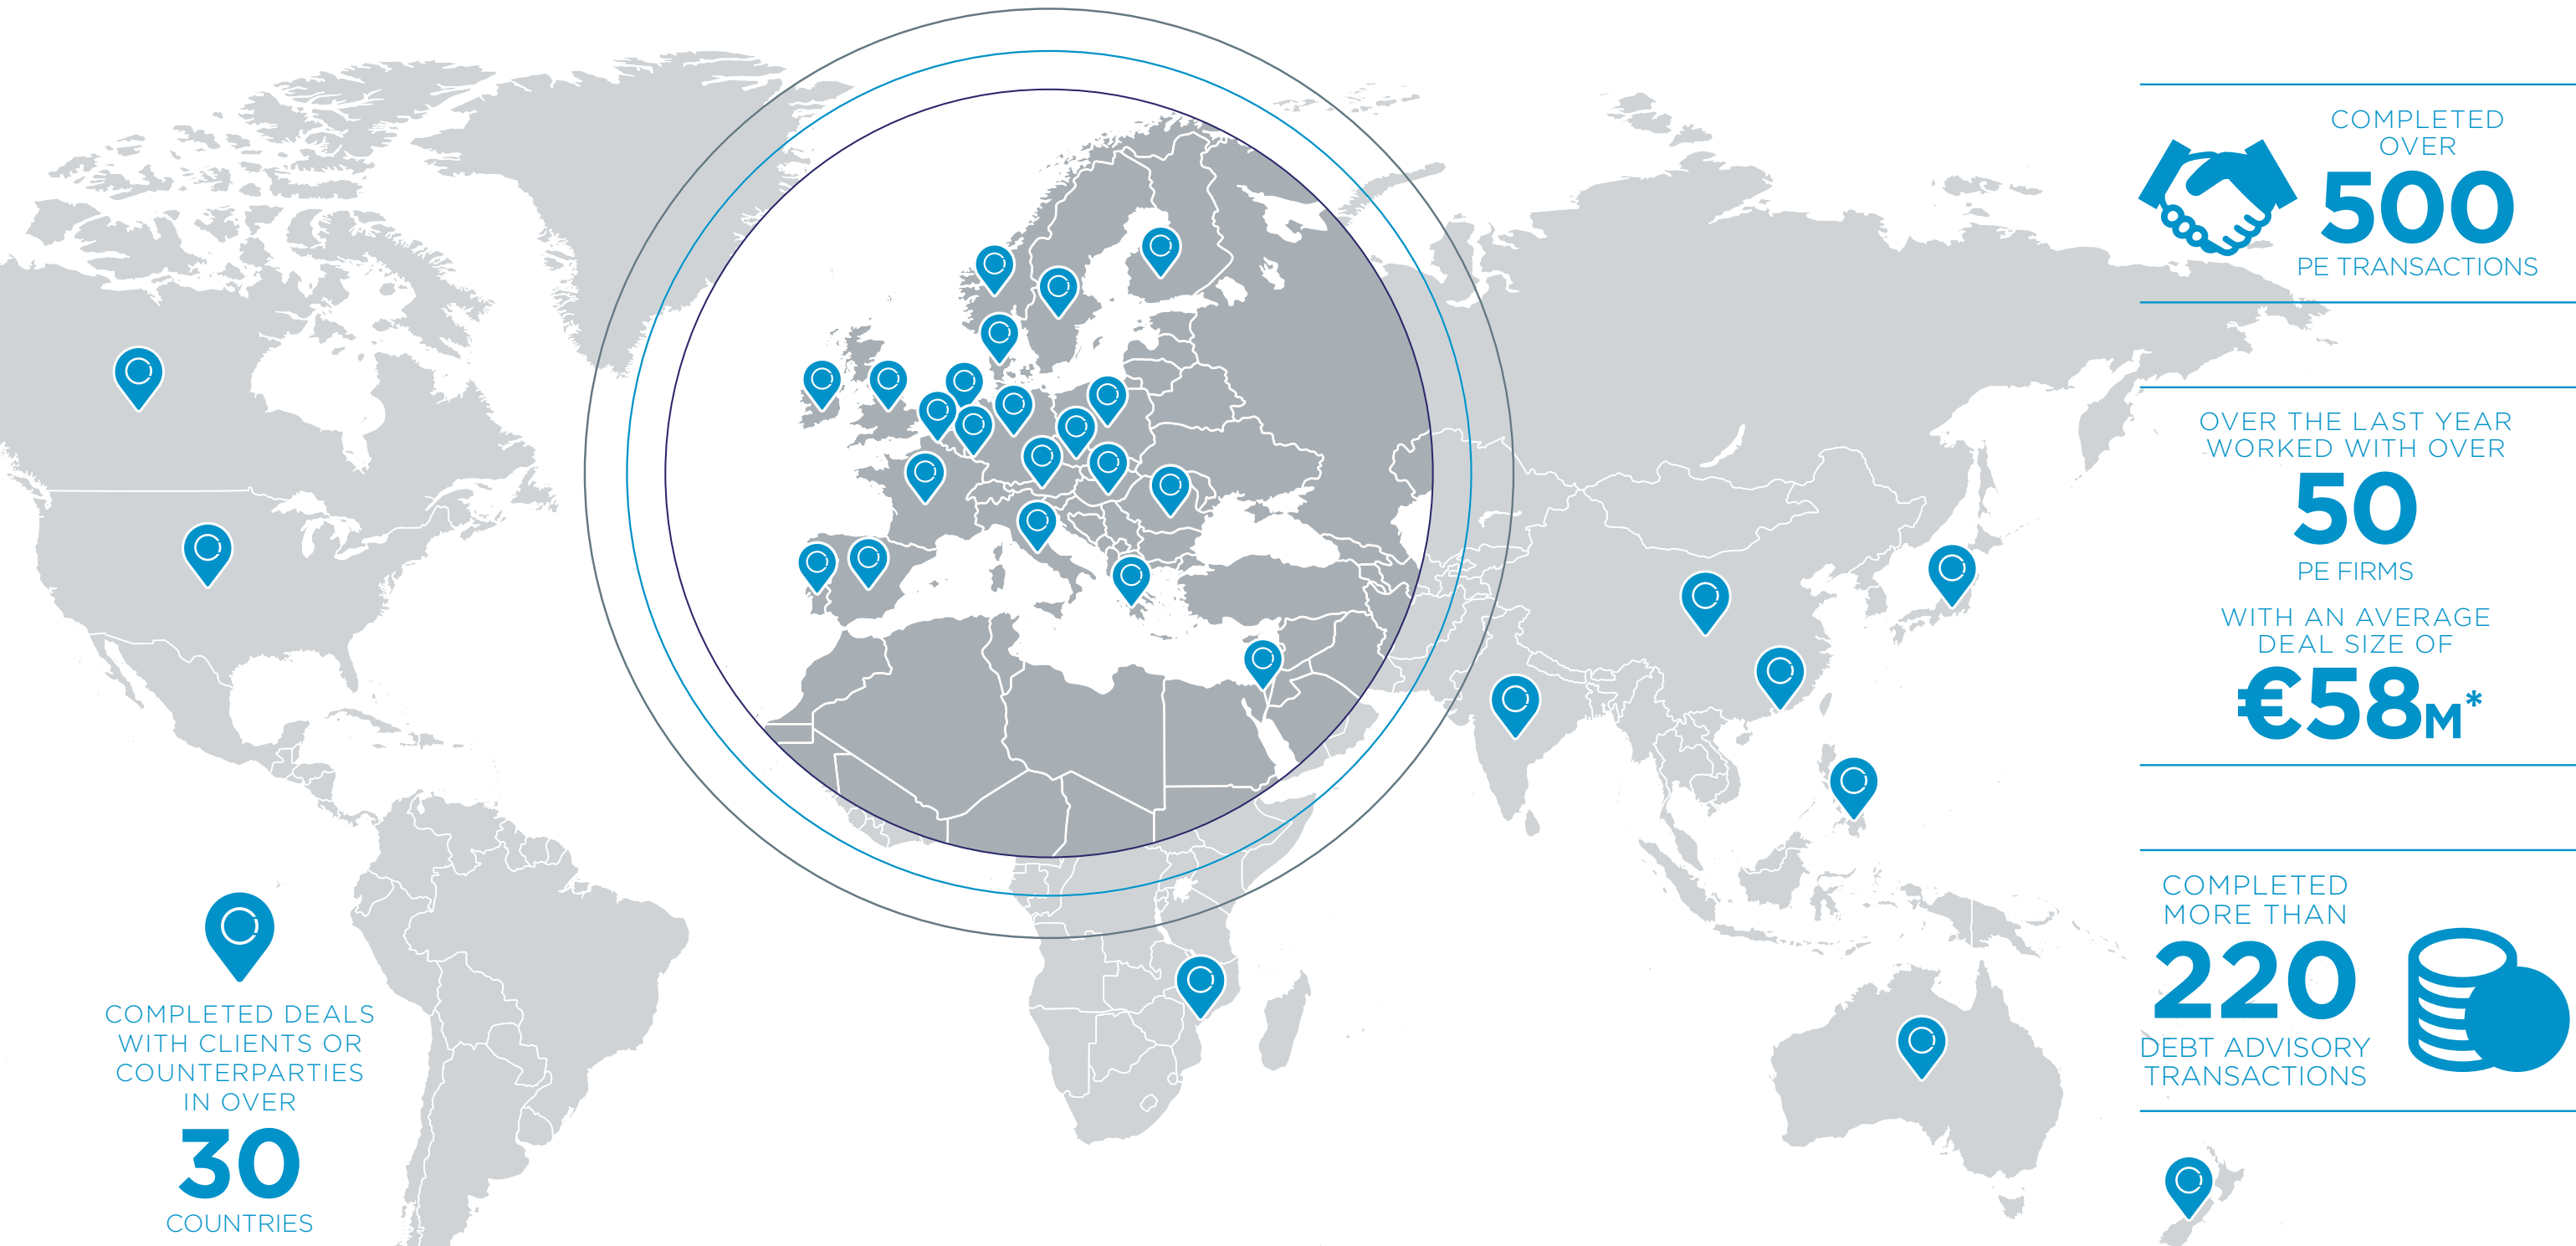 COMPLETED
OVER
500
PE TRANSACTIONS
OVER THE LAST YEAR
WORKED WITH OVER
50
PE FIRMS
WITH AN AVERAGE
DEAL SIZE OF
€58M*
COMPLETED
MORE THAN
220
DEBT ADVISORY
TRANSACTIONS
COMPLETED DEALS
WITH CLIENTS OR
COUNTERPARTIES
IN OVER
30
COUNTRIES